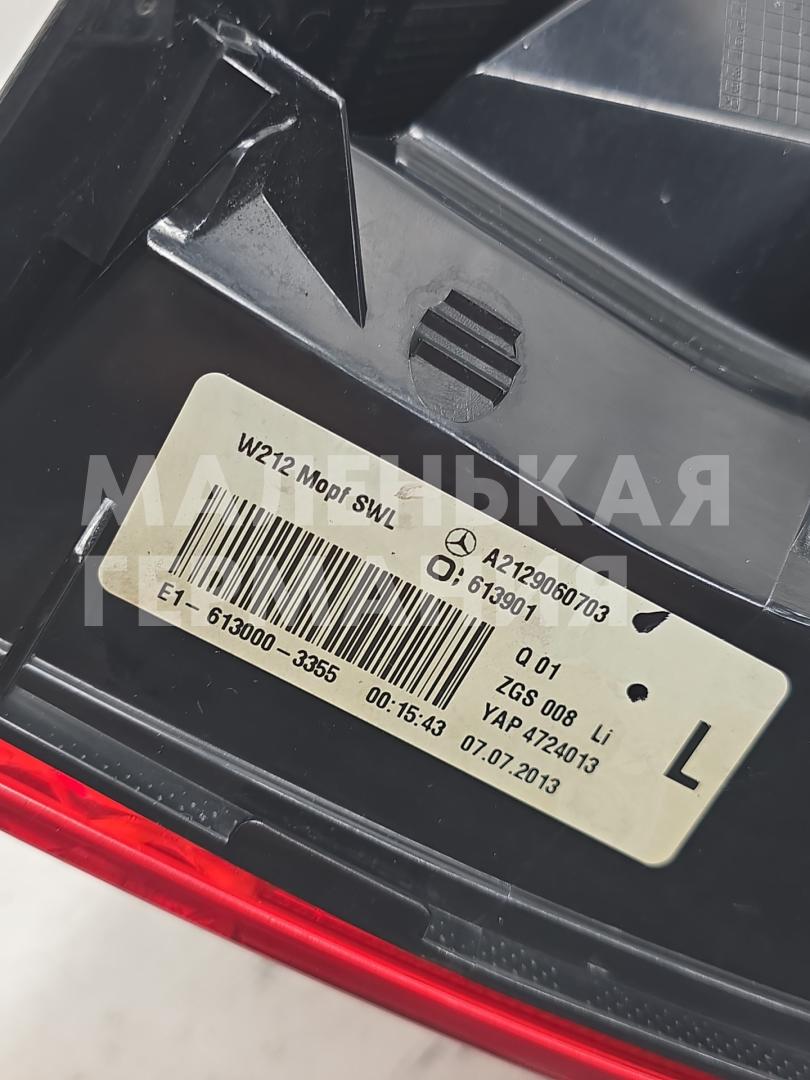 W212 Mopf SWL
A2129060703
O; 613901
E1- 613000-3355
00:15:43
Q 01
ZGS 008 Li
YAP 4724013
07.07.2013
L
МАЛЕНЬКАЯ
ГЕРМАНИЯ